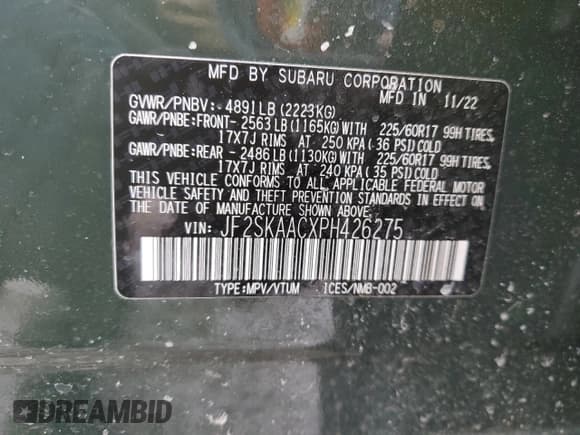 MFD BY SUBARU CORPORATION
MFD IN 11/22
GVWR/PNBV: 4891LB (2223KG)
GAWR/PNBE:FRONT- 2563LB(1165KG)WITH 225/60R17 99H TIRES,
17X7J RIMS AT 250 KPA( 36 PSI)COLD
GAWR/PNBE:REAR - 2486LB(1130KG)WITH 225/60R17 99H TIRES,
17X7J RIMS AT 240 KPA( 35 PSI)COLD
THIS VEHICLE CONFORMS TO ALL APPLICABLE FEDERAL MOTOR
VEHICLE SAFETY AND THEFT PREVENTION STANDARDS IN EFFECT ON
THE DATE OF MANUFACTURE SHOWN ABOVE.
VIN: JF2SKAACXPH426275
TYPE:MPV/VTUM ICES/NMB-002
DREAMBID